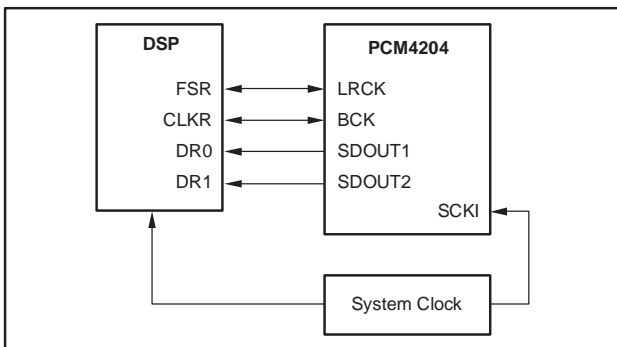 DSP
PCM4204
FSR
LRCK
CLKR
BCK
DR0
SDOUT1
DR1
SDOUT2
SCKI
System Clock